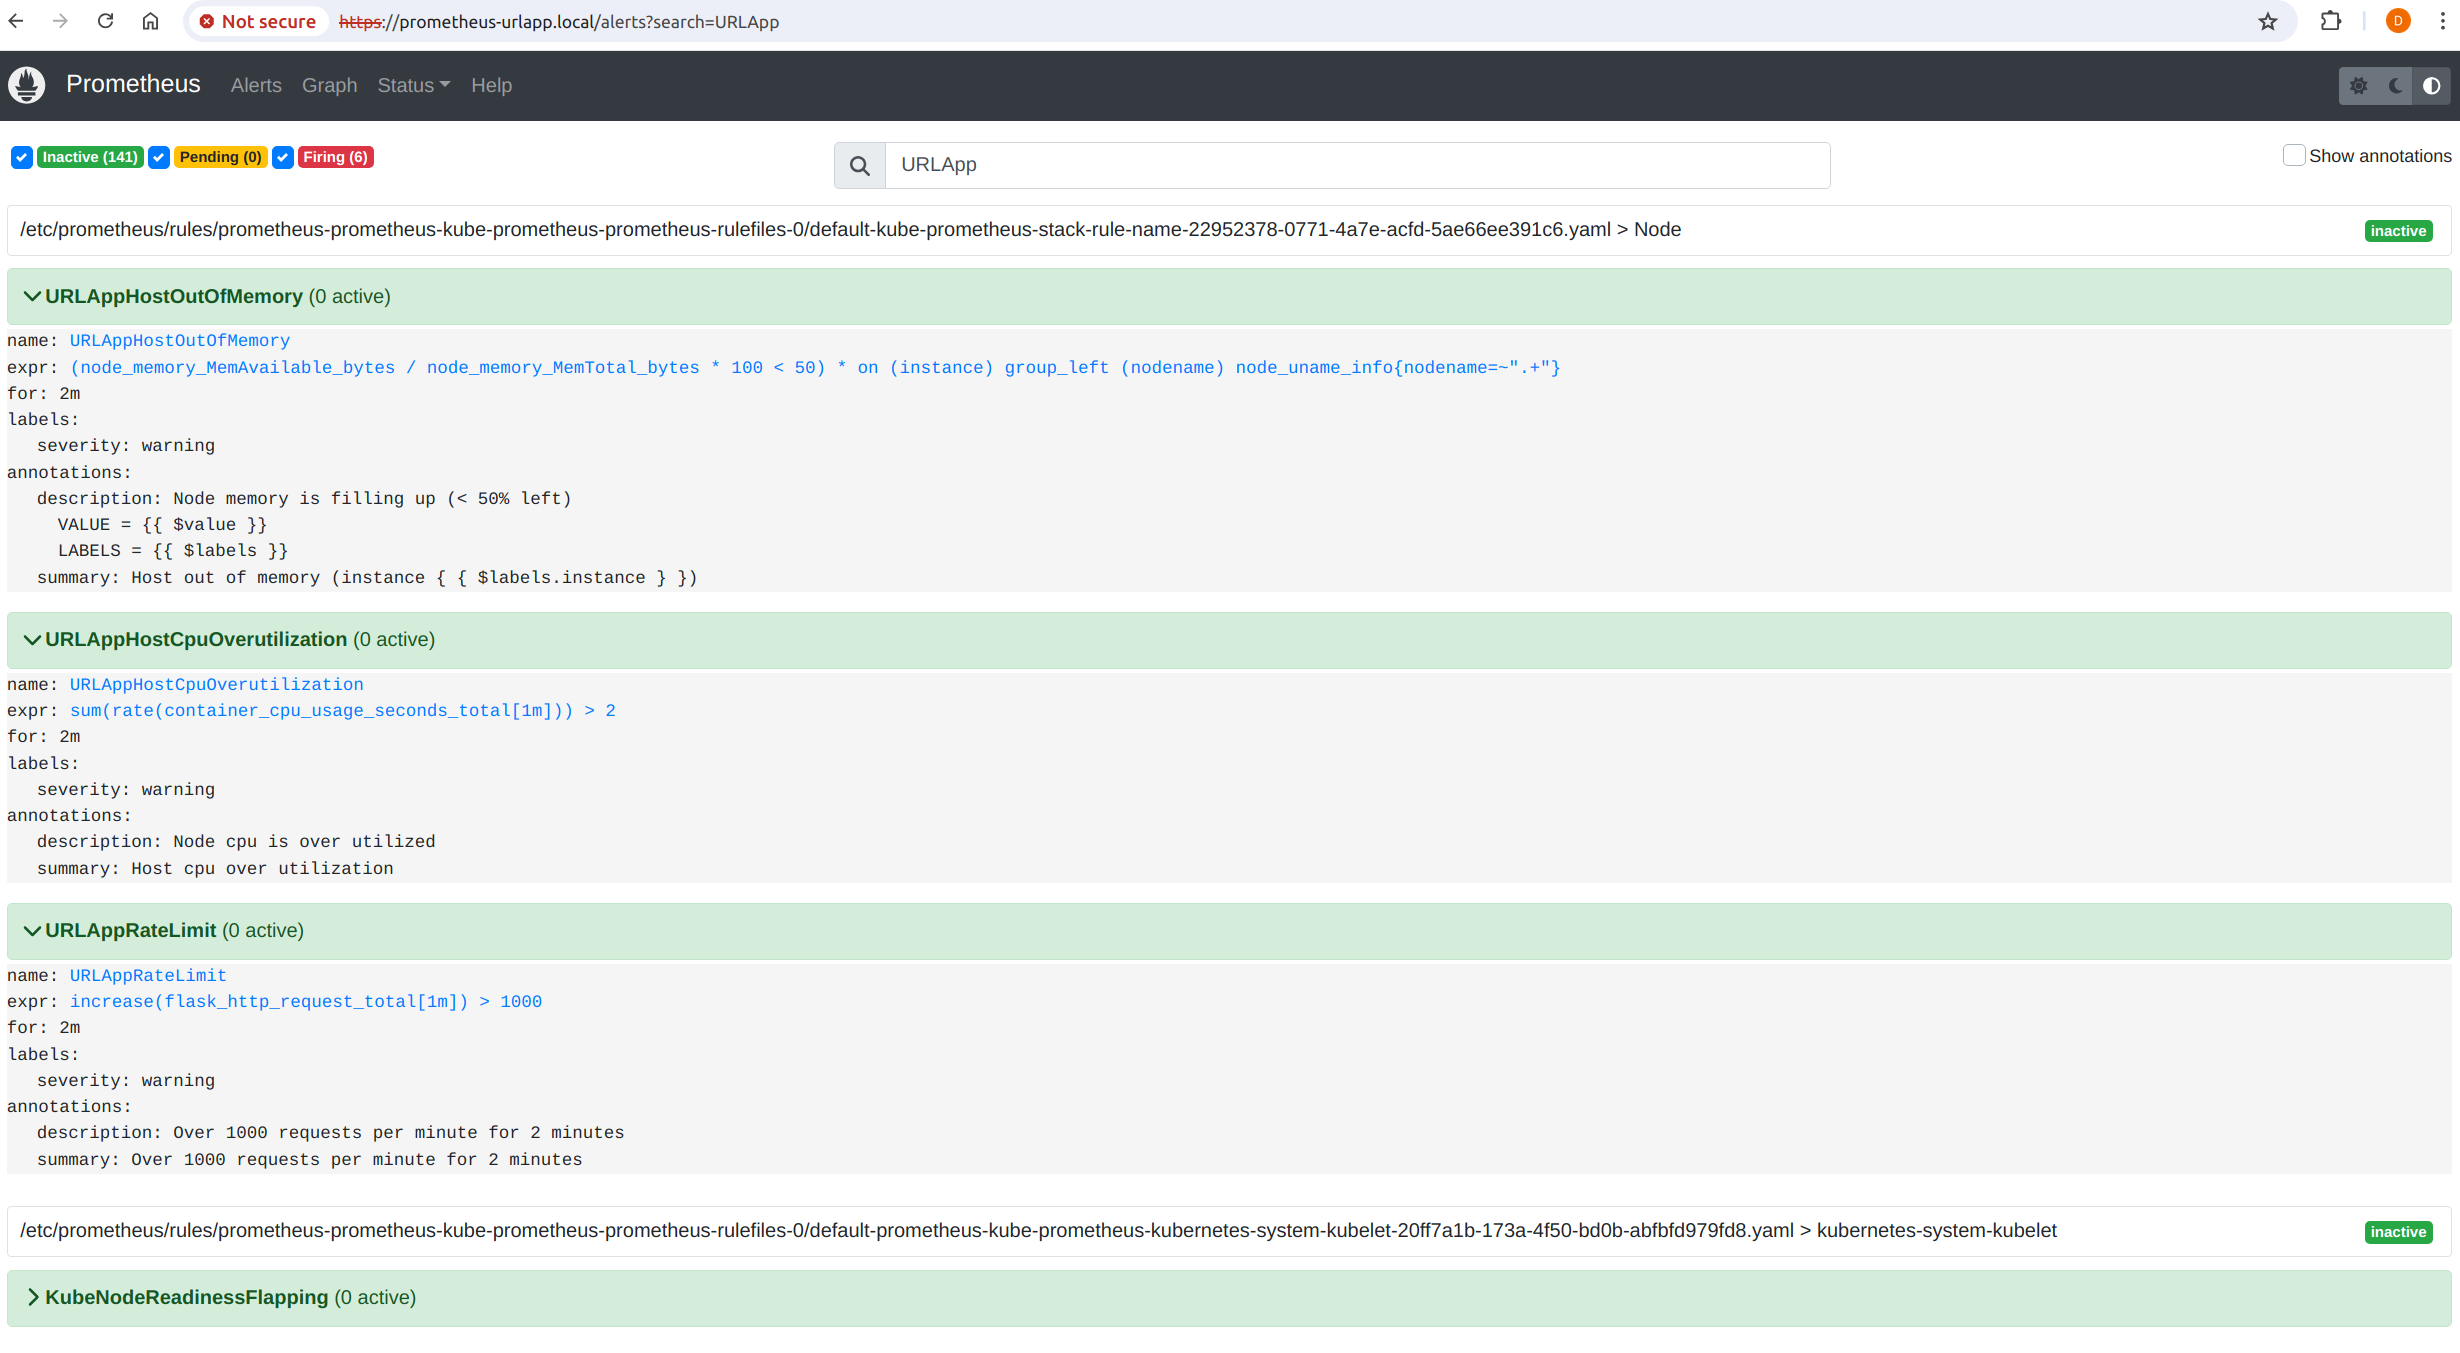 Not secure https://prometheus-urlapp.local/alerts?search=URLApp D
Prometheus Alerts Graph Status Help
Inactive (141) Pending (0) Firing (6) URLApp Show annotations
/etc/prometheus/rules/prometheus-prometheus-kube-prometheus-prometheus-rulefiles-0/default-kube-prometheus-stack-rule-name-22952378-0771-4a7e-acfd-5ae66ee391c6.yaml > Node inactive
URLAppHostOutOfMemory (0 active)
name: URLAppHostOutOfMemory
expr: (node_memory_MemAvailable_bytes / node_memory_MemTotal_bytes * 100 < 50) * on (instance) group_left (nodename) node_uname_info{nodename=~".+"}
for: 2m
labels:
severity: warning
annotations:
description: Node memory is filling up (< 50% left)
VALUE = {{ $value }}
LABELS = {{ $labels }}
summary: Host out of memory (instance { { $labels.instance } })
URLAppHostCpuOverutilization (0 active)
name: URLAppHostCpuOverutilization
expr: sum(rate(container_cpu_usage_seconds_total[1m])) > 2
for: 2m
labels:
severity: warning
annotations:
description: Node cpu is over utilized
summary: Host cpu over utilization
URLAppRateLimit (0 active)
name: URLAppRateLimit
expr: increase(flask_http_request_total[1m]) > 1000
for: 2m
labels:
severity: warning
annotations:
description: Over 1000 requests per minute for 2 minutes
summary: Over 1000 requests per minute for 2 minutes
/etc/prometheus/rules/prometheus-prometheus-kube-prometheus-prometheus-rulefiles-0/default-prometheus-kube-prometheus-kubernetes-system-kubelet-20ff7a1b-173a-4f50-bd0b-abfbfd979fd8.yaml > kubernetes-system-kubelet inactive
KubeNodeReadinessFlapping (0 active)